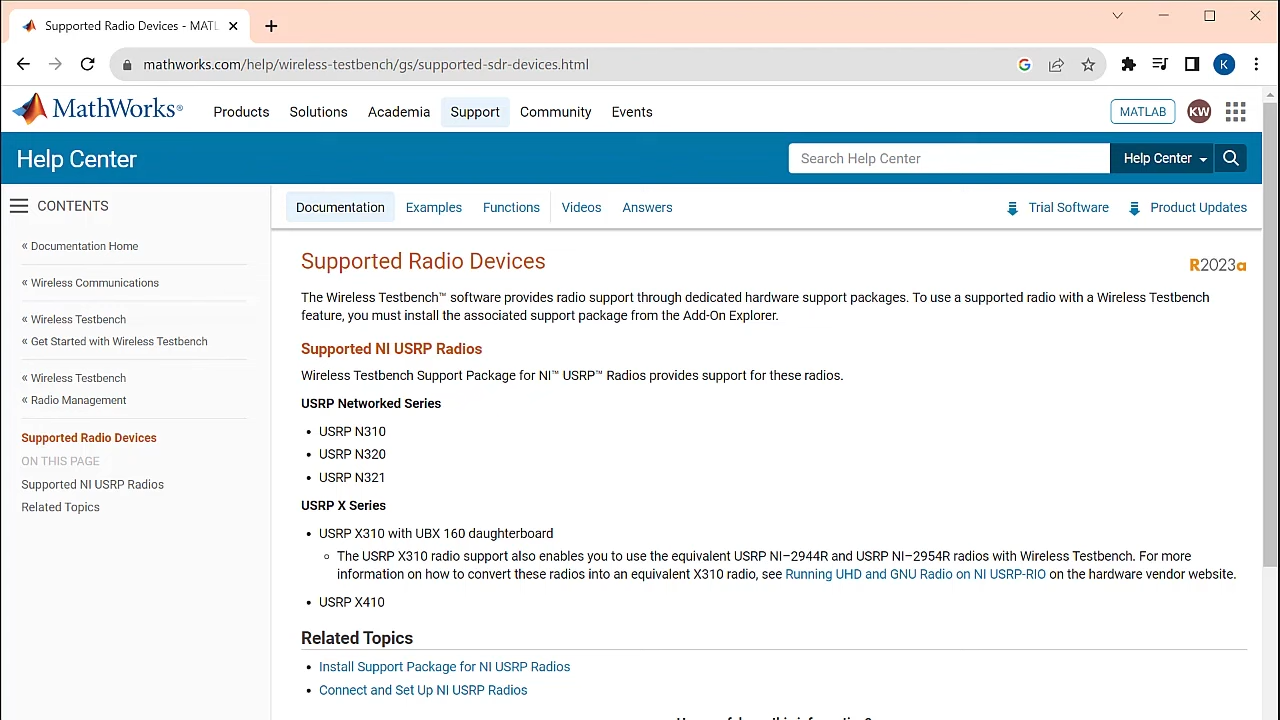 Supported Radio Devices - MATL
mathworks.com/help/wireless-testbench/gs/supported-sdr-devices.html
K
MathWorks®
Products
Solutions
Academia
Support
Community
Events
MATLAB
KW
Help Center
Search Help Center
Help Center
CONTENTS
Documentation
Examples
Functions
Videos
Answers
Trial Software
Product Updates
« Documentation Home
« Wireless Communications
« Wireless Testbench
« Get Started with Wireless Testbench
« Wireless Testbench
« Radio Management
Supported Radio Devices
ON THIS PAGE
Supported NI USRP Radios
Related Topics
Supported Radio Devices
R2023a
The Wireless Testbench™ software provides radio support through dedicated hardware support packages. To use a supported radio with a Wireless Testbench
feature, you must install the associated support package from the Add-On Explorer.
Supported NI USRP Radios
Wireless Testbench Support Package for NI™ USRP™ Radios provides support for these radios.
USRP Networked Series
• USRP N310
• USRP N320
• USRP N321
USRP X Series
• USRP X310 with UBX 160 daughterboard
The USRP X310 radio support also enables you to use the equivalent USRP NI–2944R and USRP NI–2954R radios with Wireless Testbench. For more
information on how to convert these radios into an equivalent X310 radio, see Running UHD and GNU Radio on NI USRP-RIO on the hardware vendor website.
• USRP X410
Related Topics
• Install Support Package for NI USRP Radios
• Connect and Set Up NI USRP Radios